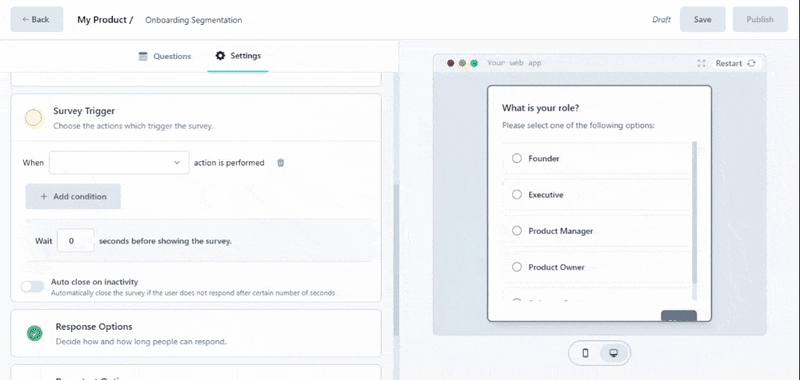 ← Back
My Product /
Onboarding Segmentation
Draft
Save
Publish
Questions
Settings
Survey Trigger
Choose the actions which trigger the survey.
When
action is performed
+ Add condition
Wait 0 seconds before showing the survey.
Auto close on inactivity
Automatically close the survey if the user does not respond after certain number of seconds
Response Options
Decide how and how long people can respond.
Your web app
Restart
What is your role?
Please select one of the following options:
Founder
Executive
Product Manager
Product Owner